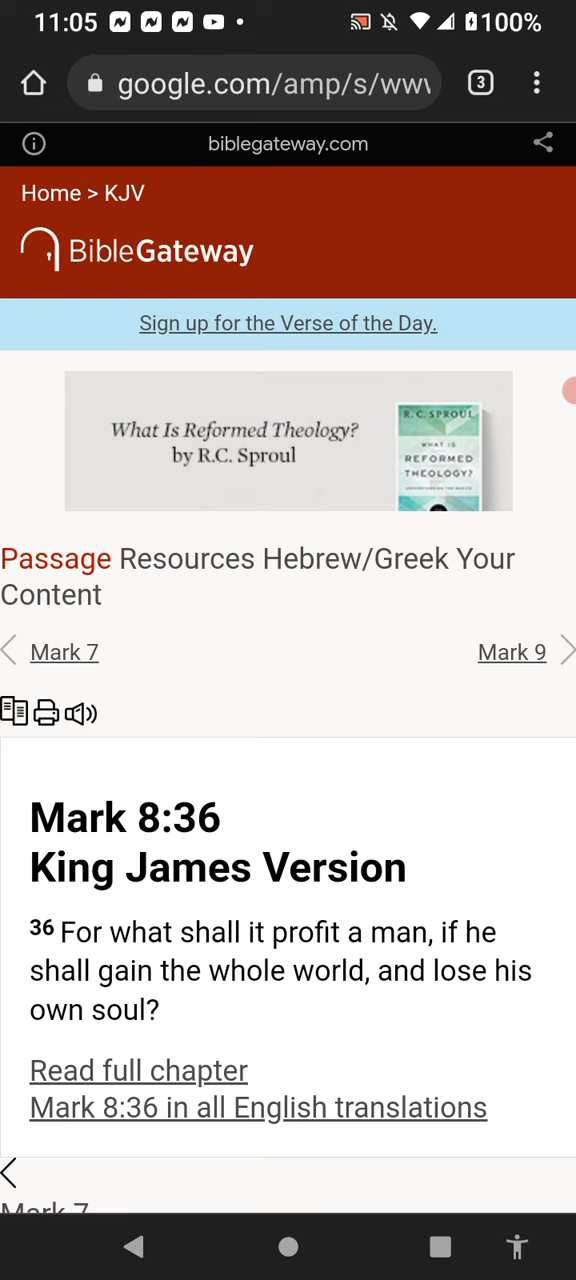 11:05 100%
google.com/amp/s/www 3
biblegateway.com
Home > KJV
BibleGateway
Sign up for the Verse of the Day.
What Is Reformed Theology?
by R.C. Sproul
R.C. SPROUL
WHAT IS
REFORMED
THEOLOGY?
Passage Resources Hebrew/Greek Your
Content
Mark 7 Mark 9
Mark 8:36
King James Version
36 For what shall it profit a man, if he
shall gain the whole world, and lose his
own soul?
Read full chapter
Mark 8:36 in all English translations
Mark 7